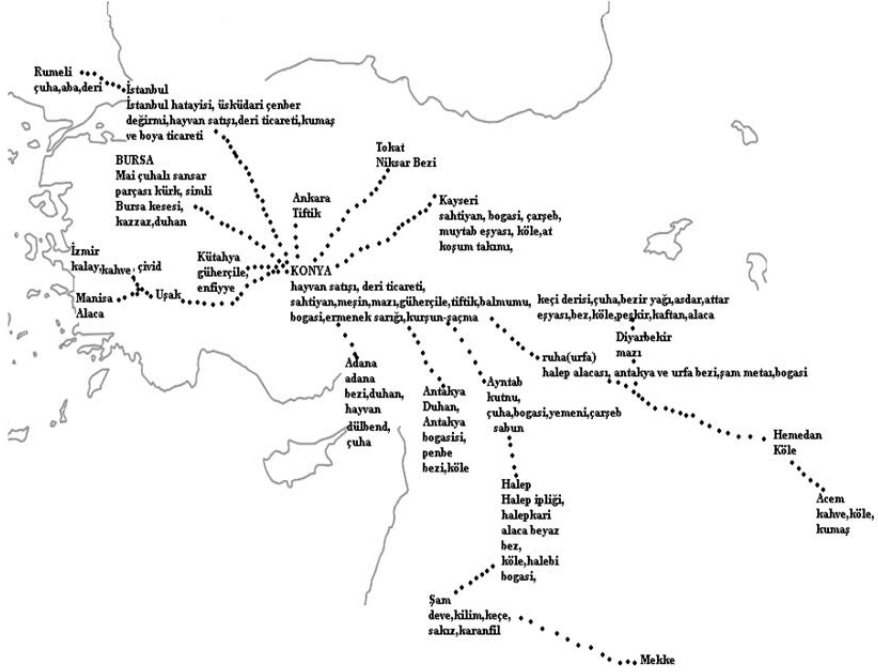 Rumeli
çuha,aba,deri
İstanbul
İstanbul hatayisi, üsküdari çenber
değirmi,hayvan satışı,deri ticareti,kumaş
ve boya ticareti
BURSA
Mai çuhalı sansar
parçası kürk, simli
Bursa kesesi,
kazzaz,duhan
Ankara
Tiftik
Tokat
Niksar Bezi
Kayseri
sahtiyan, bogasi, çarşeb,
muytab eşyası, köle,at
koşum takımı,
İzmir
kalay,kahve, çivid
Manisa
Alaca
Uşak
Kütahya
güherçile,
enfiyye
KONYA
hayvan satışı, deri ticareti,
sahtiyan,meşin,mazı,güherçile,tiftik,balmumu,
bogasi,ermenek sarığı,kurşun-saçma
keçi derisi,çuha,bezir yağı,asdar,attar
eşyası,bez,köle,peşkir,kaftan,alaca
Diyarbekir
mazı
ruha(urfa)
halep alacası, antakya ve urfa bezi,şam metaı,bogasi
Adana
adana
bezi,duhan,
hayvan
dülbend,
çuha
Antakya
Duhan,
Antakya
bogasisi,
penbe
bezi,köle
Ayntab
kutnu,
çuha,bogasi,yemeni,çarşeb
sabun
Hemedan
Köle
Acem
kahve,köle,
kumaş
Halep
Halep ipliği,
halepkari
alaca beyaz
bez,
köle,halebi
bogasi,
Şam
deve,kilim,keçe,
sakız,karanfil
Mekke